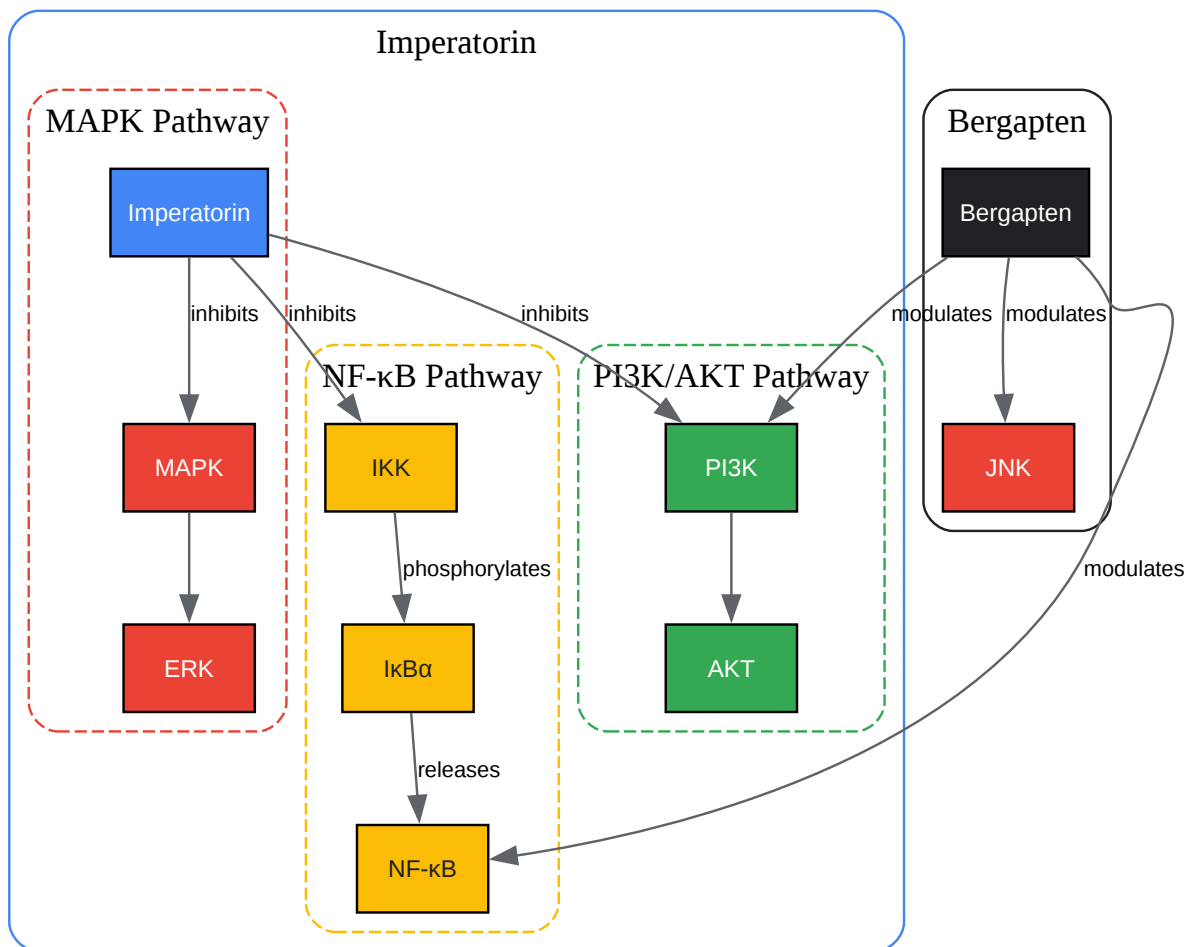 Imperatorin
MAPK Pathway
Bergapten
Imperatorin
Bergapten
inhibits
inhibits
inhibits
modulates
modulates
NF-κB Pathway
PI3K/AKT Pathway
MAPK
IKK
PI3K
JNK
phosphorylates
modulates
ERK
IκBα
AKT
releases
NF-κB